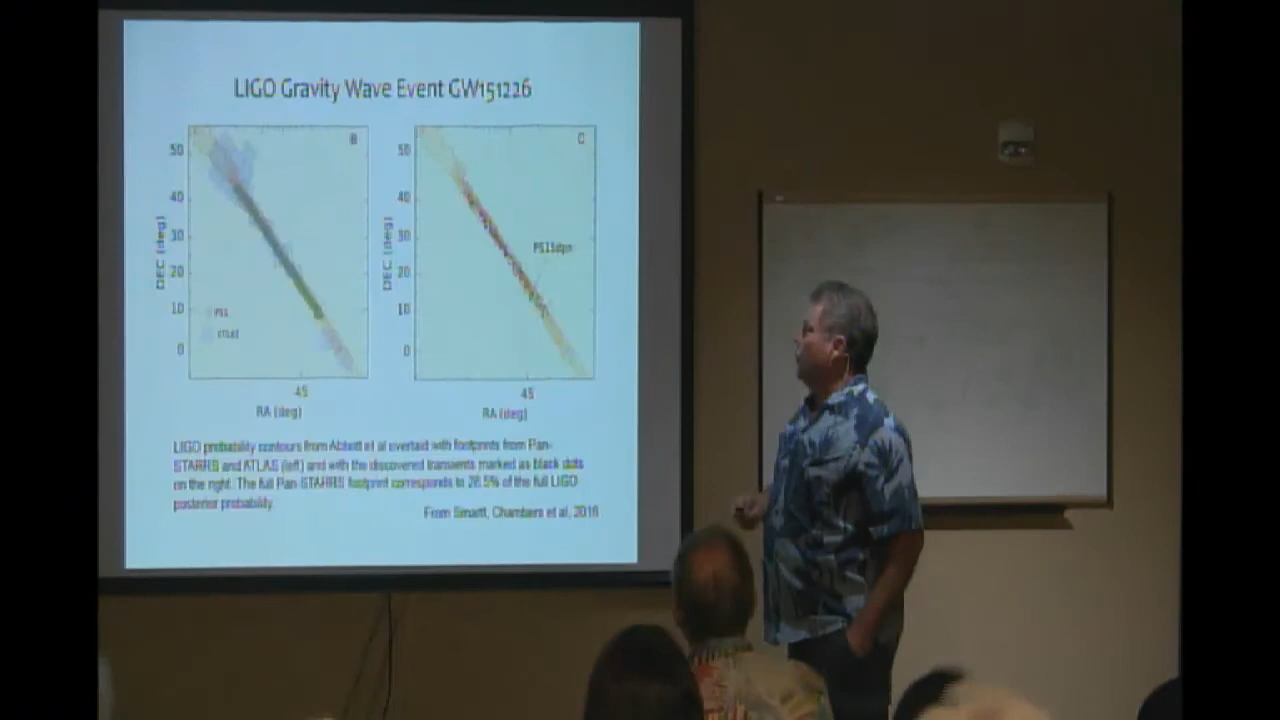 LIGO Gravity Wave Event GW151226
B
C
50
40
30
20
10
0
DEC (deg)
PS1
ATLAS
45
RA (deg)
50
40
30
20
10
0
DEC (deg)
PS15dpn
45
RA (deg)
LIGO probability contours from Abbott et al overlaid with footprints from Pan-
STARRS and ATLAS (left) and with the discovered transients marked as black dots
on the right. The full Pan-STARRS footprint corresponds to 26.5% of the full LIGO
posterior probability.
From Smartt, Chambers et al, 2016